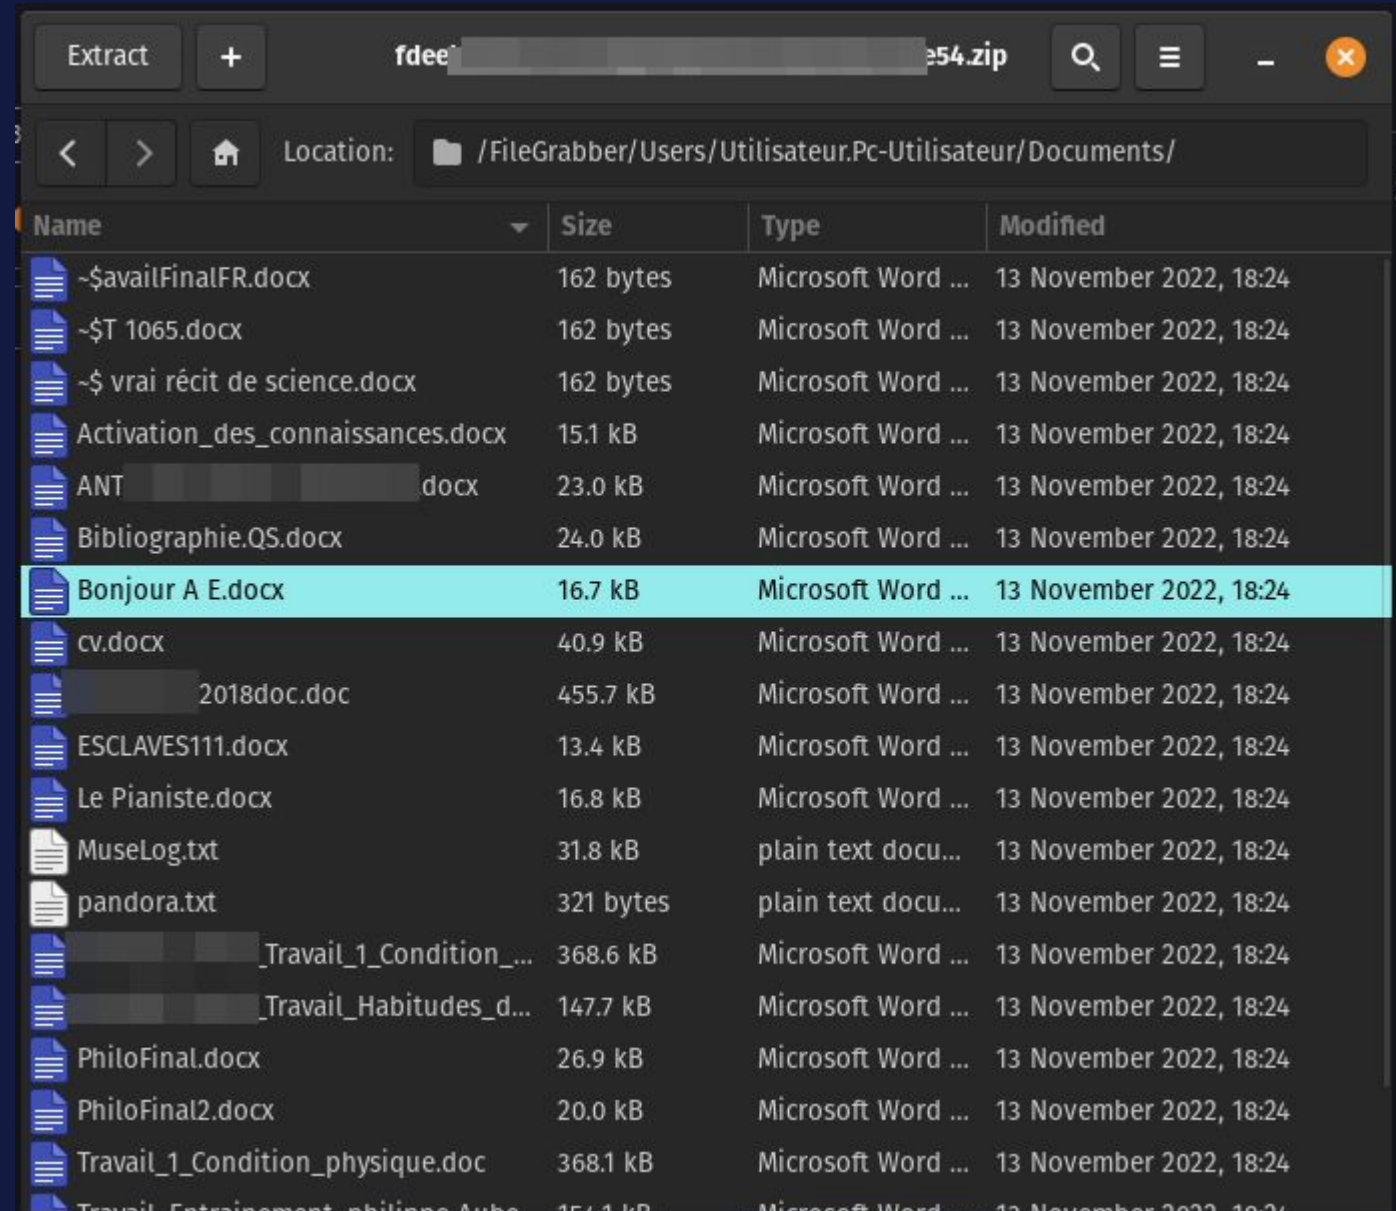 Extract + fdee e54.zip
Location: /FileGrabber/Users/Utilisateur.Pc-Utilisateur/Documents/
Name Size Type Modified
~$availFinalFR.docx 162 bytes Microsoft Word ... 13 November 2022, 18:24
~$T 1065.docx 162 bytes Microsoft Word ... 13 November 2022, 18:24
~$ vrai récit de science.docx 162 bytes Microsoft Word ... 13 November 2022, 18:24
Activation_des_connaissances.docx 15.1 kB Microsoft Word ... 13 November 2022, 18:24
ANT .docx 23.0 kB Microsoft Word ... 13 November 2022, 18:24
Bibliographie.QS.docx 24.0 kB Microsoft Word ... 13 November 2022, 18:24
Bonjour A E.docx 16.7 kB Microsoft Word ... 13 November 2022, 18:24
cv.docx 40.9 kB Microsoft Word ... 13 November 2022, 18:24
2018doc.doc 455.7 kB Microsoft Word ... 13 November 2022, 18:24
ESCLAVES111.docx 13.4 kB Microsoft Word ... 13 November 2022, 18:24
Le Pianiste.docx 16.8 kB Microsoft Word ... 13 November 2022, 18:24
MuseLog.txt 31.8 kB plain text docu... 13 November 2022, 18:24
pandora.txt 321 bytes plain text docu... 13 November 2022, 18:24
_Travail_1_Condition_... 368.6 kB Microsoft Word ... 13 November 2022, 18:24
_Travail_Habitudes_d... 147.7 kB Microsoft Word ... 13 November 2022, 18:24
PhiloFinal.docx 26.9 kB Microsoft Word ... 13 November 2022, 18:24
PhiloFinal2.docx 20.0 kB Microsoft Word ... 13 November 2022, 18:24
Travail_1_Condition_physique.doc 368.1 kB Microsoft Word ... 13 November 2022, 18:24